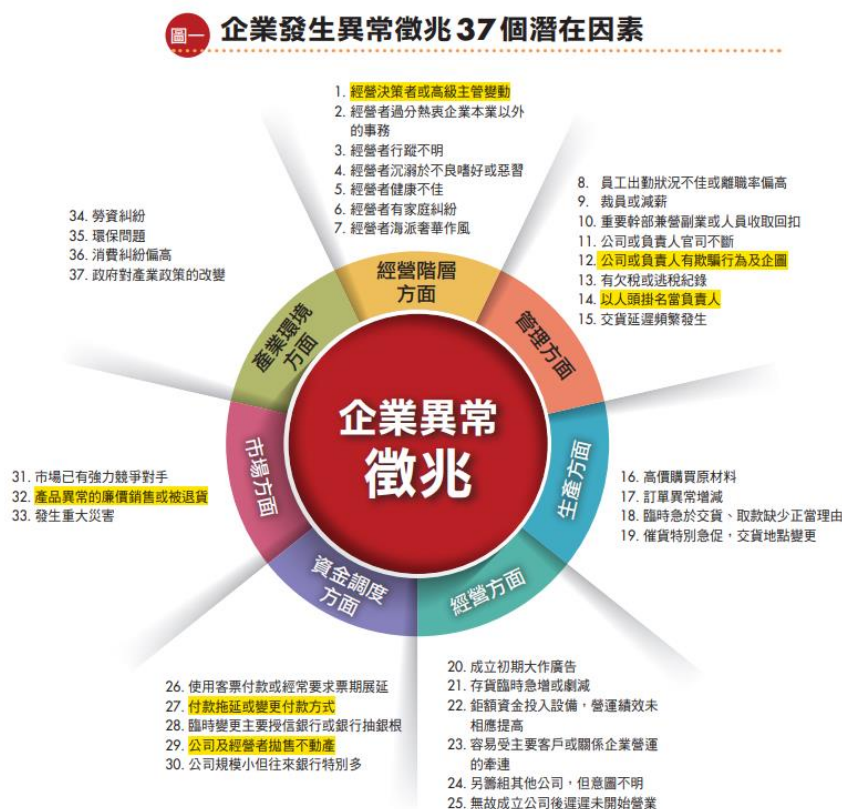 圖一 企業發生異常徵兆37個潛在因素
1. 經營決策者或高級主管變動
2. 經營者過分熱衷企業本業以外
的事務
3. 經營者行蹤不明
4. 經營者沉溺於不良嗜好或惡習
5. 經營者健康不佳
6. 經營者有家庭糾紛
7. 經營者海派奢華作風
8. 員工出勤狀況不佳或離職率偏高
9. 裁員或減薪
10. 重要幹部兼營副業或人員收取回扣
11. 公司或負責人官司不斷
12. 公司或負責人有欺騙行為及企圖
13. 有欠稅或逃稅紀錄
14. 以人頭掛名當負責人
15. 交貨延遲頻繁發生
34. 勞資糾紛
35. 環保問題
36. 消費糾紛偏高
37. 政府對產業政策的改變
經營階層
方面
管理方面
產業環境
方面
企業異常
徵兆
市場方面
生產方面
資金調度
方面
經營方面
31. 市場已有強力競爭對手
32. 產品異常的廉價銷售或被退貨
33. 發生重大災害
16. 高價購買原材料
17. 訂單異常增減
18. 臨時急於交貨、取款缺少正當理由
19. 催貨特別急促，交貨地點變更
26. 使用客票付款或經常要求票期展延
27. 付款拖延或變更付款方式
28. 臨時變更主要授信銀行或銀行抽銀根
29. 公司及經營者拋售不動產
30. 公司規模小但往來銀行特別多
20. 成立初期大作廣告
21. 存貨臨時急增或劇減
22. 鉅額資金投入設備，營運績效未
相應提高
23. 容易受主要客戶或關係企業營運
的牽連
24. 另籌組其他公司，但意圖不明
25. 無故成立公司後遲遲未開始營業